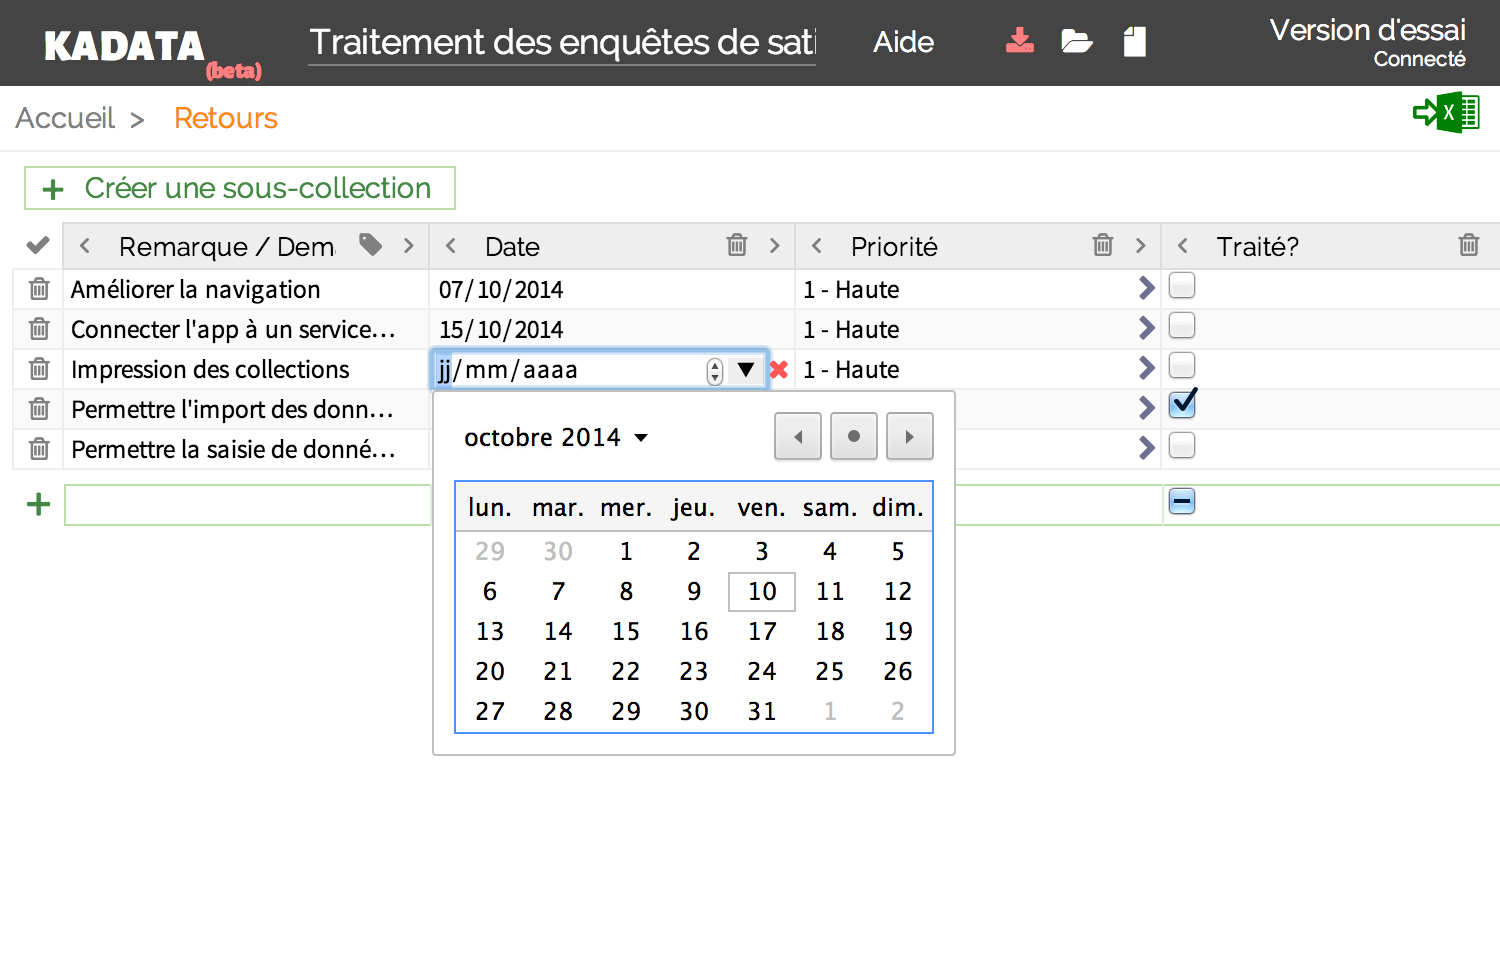 KADATA (beta) Traitement des enquêtes de sati Aide Version d'essai
Connecté
Accueil > Retours
+ Créer une sous-collection
Remarque / Dem Date Priorité Traité?
Améliorer la navigation 07/10/2014 1 - Haute
Connecter l'app à un service... 15/10/2014 1 - Haute
Impression des collections jj/mm/aaaa 1 - Haute
Permettre l'import des donn...
Permettre la saisie de donné...
octobre 2014
lun. mar. mer. jeu. ven. sam. dim.
29 30 1 2 3 4 5
6 7 8 9 10 11 12
13 14 15 16 17 18 19
20 21 22 23 24 25 26
27 28 29 30 31 1 2